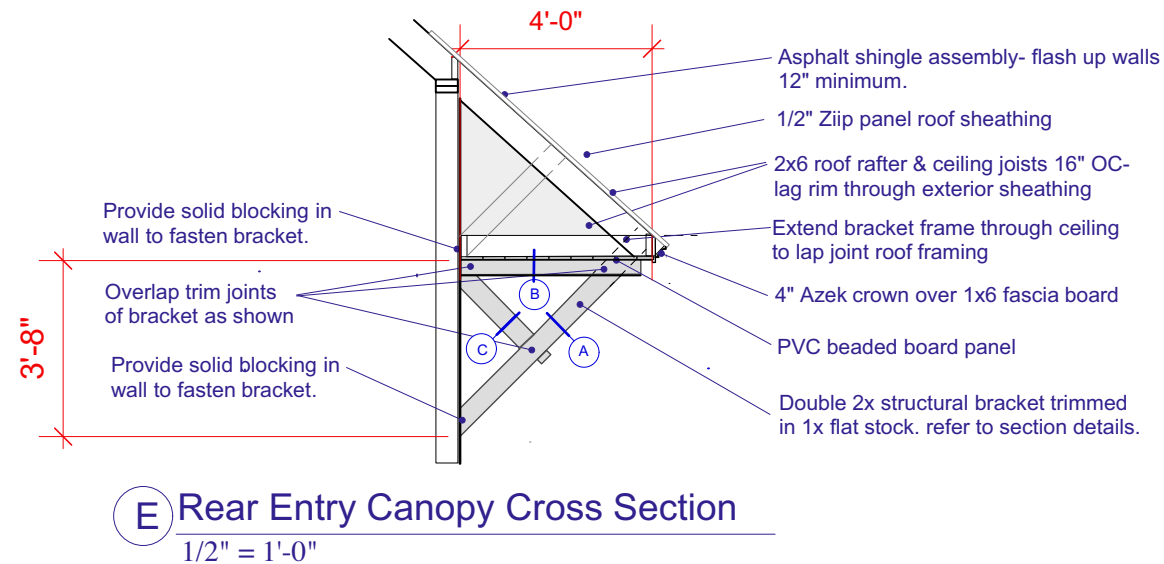 4'-0"
Asphalt shingle assembly- flash up walls
12" minimum.
1/2" Ziip panel roof sheathing
2x6 roof rafter & ceiling joists 16" OC-
lag rim through exterior sheathing
Provide solid blocking in
wall to fasten bracket.
Extend bracket frame through ceiling
to lap joint roof framing
Overlap trim joints
of bracket as shown
4" Azek crown over 1x6 fascia board
B
C
A
3'-8"
PVC beaded board panel
Provide solid blocking in
wall to fasten bracket.
Double 2x structural bracket trimmed
in 1x flat stock. refer to section details.
E
Rear Entry Canopy Cross Section
1/2" = 1'-0"